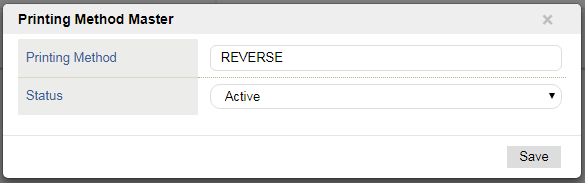 Printing Method Master
Printing Method REVERSE
Status Active
Save